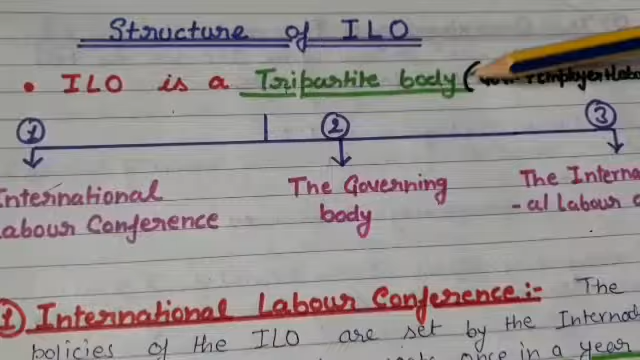 Structure of ILO
• ILO is a Tripartite body (
① ② ③
International The Governing The Interna
Labour Conference body -al Labour O
① International Labour Conference:- The
policies of the ILO are set by the Internat
once in a year